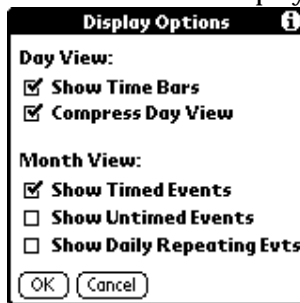 Display Options
Day View:
Show Time Bars
Compress Day View
Month View:
Show Timed Events
Show Untimed Events
Show Daily Repeating Evts
OK Cancel